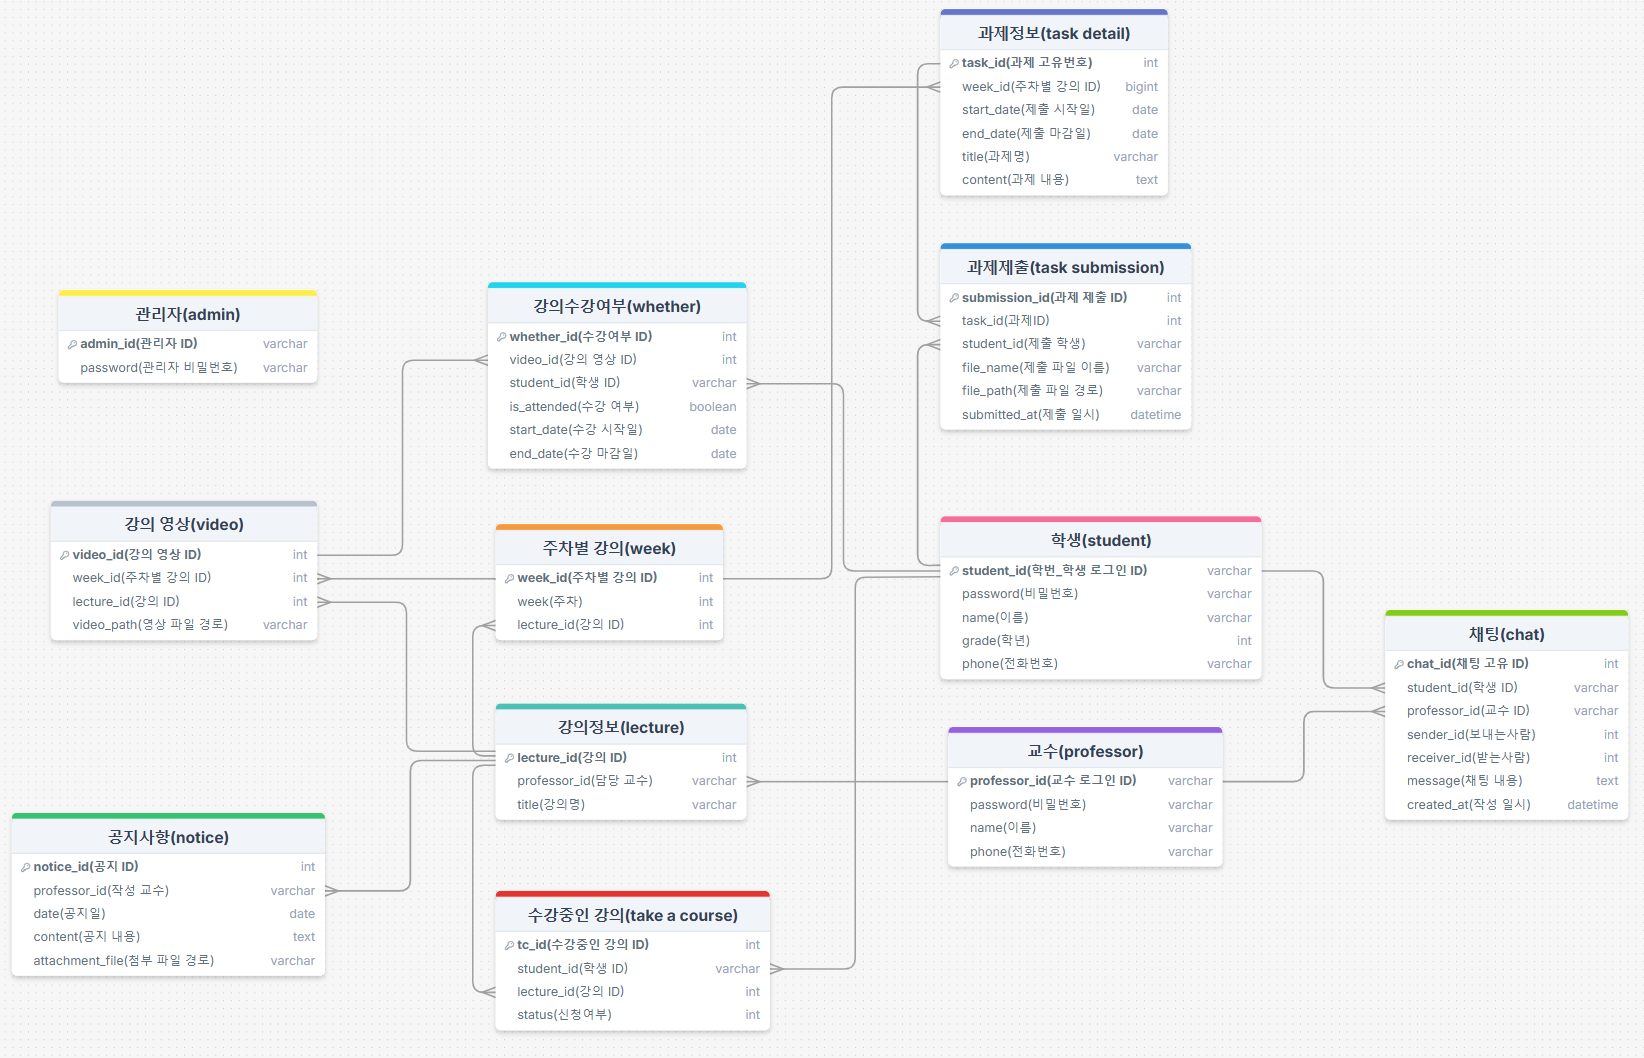 과제정보(task detail)
task_id(과제 고유번호) int
week_id(주차별 강의 ID) bigint
start_date(제출 시작일) date
end_date(제출 마감일) date
title(과제명) varchar
content(과제 내용) text
과제제출(task submission)
submission_id(과제 제출 ID) int
task_id(과제ID) int
student_id(제출 학생) varchar
file_name(제출 파일 이름) varchar
file_path(제출 파일 경로) varchar
submitted_at(제출 일시) datetime
관리자(admin)
admin_id(관리자 ID) varchar
password(관리자 비밀번호) varchar
강의수강여부(whether)
whether_id(수강여부 ID) int
video_id(강의 영상 ID) int
student_id(학생 ID) varchar
is_attended(수강 여부) boolean
start_date(수강 시작일) date
end_date(수강 마감일) date
강의 영상(video)
video_id(강의 영상 ID) int
week_id(주차별 강의 ID) int
lecture_id(강의 ID) int
video_path(영상 파일 경로) varchar
주차별 강의(week)
week_id(주차별 강의 ID) int
week(주차) int
lecture_id(강의 ID) int
학생(student)
student_id(학번_학생 로그인 ID) varchar
password(비밀번호) varchar
name(이름) varchar
grade(학년) int
phone(전화번호) varchar
채팅(chat)
chat_id(채팅 고유 ID) int
student_id(학생 ID) varchar
professor_id(교수 ID) varchar
sender_id(보내는사람) int
receiver_id(받는사람) int
message(채팅 내용) text
created_at(작성 일시) datetime
강의정보(lecture)
lecture_id(강의 ID) int
professor_id(담당 교수) varchar
title(강의명) varchar
교수(professor)
professor_id(교수 로그인 ID) varchar
password(비밀번호) varchar
name(이름) varchar
phone(전화번호) varchar
공지사항(notice)
notice_id(공지 ID) int
professor_id(작성 교수) varchar
date(공지일) date
content(공지 내용) text
attachment_file(첨부 파일 경로) varchar
수강중인 강의(take a course)
tc_id(수강중인 강의 ID) int
student_id(학생 ID) varchar
lecture_id(강의 ID) int
status(신청여부) int